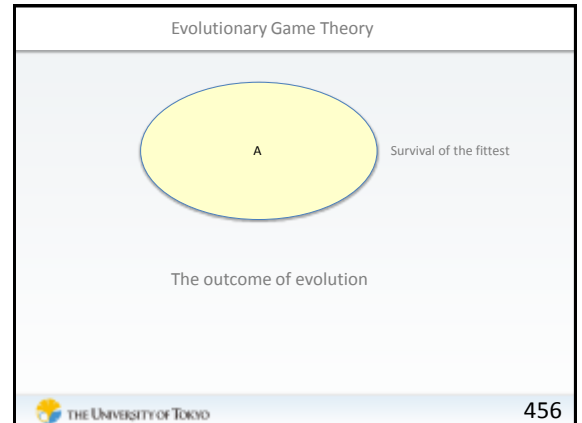 Evolutionary Game Theory
A
Survival of the fittest
The outcome of evolution
THE UNIVERSITY OF TOKYO
456